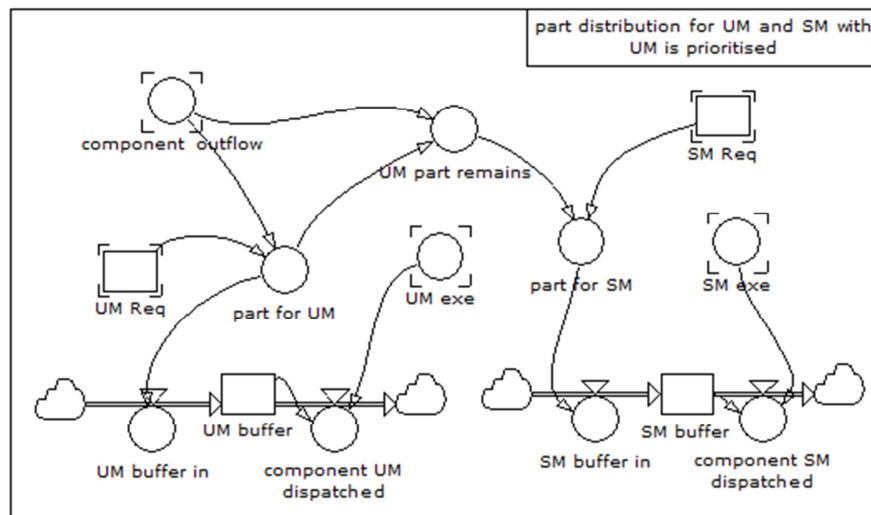 part distribution for UM and SM with
UM is prioritised
component outflow
UM part remains
SM Req
UM Req
part for UM
UM exe
part for SM
SM exe
UM buffer in
UM buffer
component UM
dispatched
SM buffer in
SM buffer
component SM
dispatched